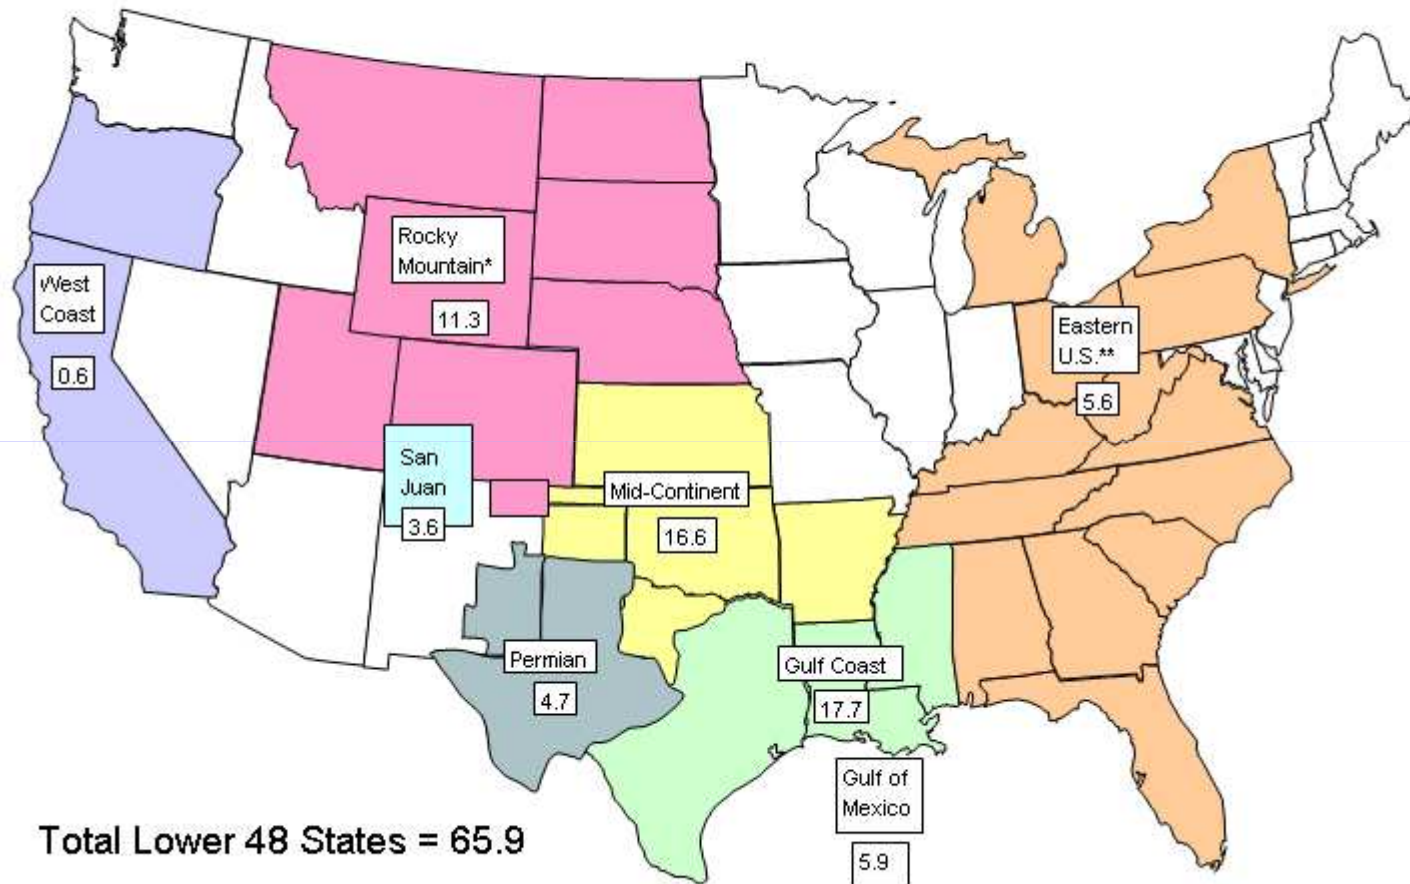 Rocky
Mountain*
11.3
West
Coast
0.6
Eastern
U.S.**
5.6
San
Juan
3.6
Mid-Continent
16.6
Permian
4.7
Gulf Coast
17.7
Gulf of
Mexico
5.9
Total Lower 48 States = 65.9